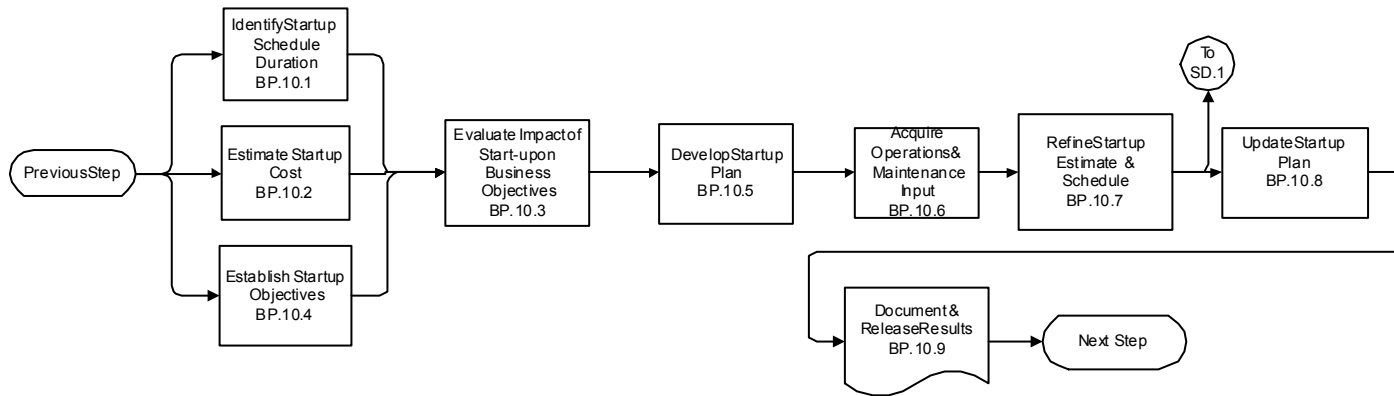 PreviousStep
IdentifyStartup
Schedule
Duration
BP.10.1
Estimate Startup
Cost
BP.10.2
Establish Startup
Objectives
BP.10.4
Evaluate Impact of
Start-upon
Business
Objectives
BP.10.3
DevelopStartup
Plan
BP.10.5
Acquire
Operations&
Maintenance
Input
BP.10.6
RefineStartup
Estimate &
Schedule
BP.10.7
To
SD.1
UpdateStartup
Plan
BP.10.8
Document &
ReleaseResults
BP.10.9
Next Step